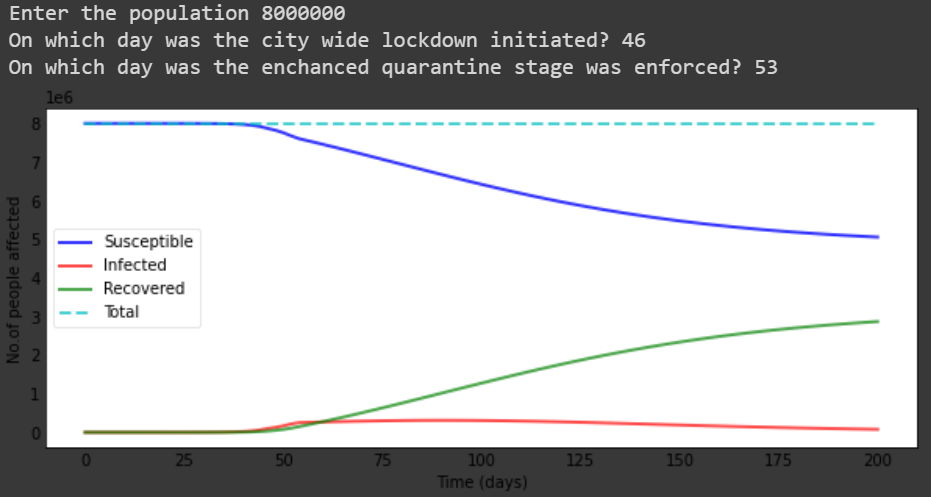 Enter the population 8000000
On which day was the city wide lockdown initiated? 46
On which day was the enchanced quarantine stage was enforced? 53
1e6
8
7
6
5
4
3
2
1
0
No.of people affected
Susceptible
Infected
Recovered
Total
0 25 50 75 100 125 150 175 200
Time (days)